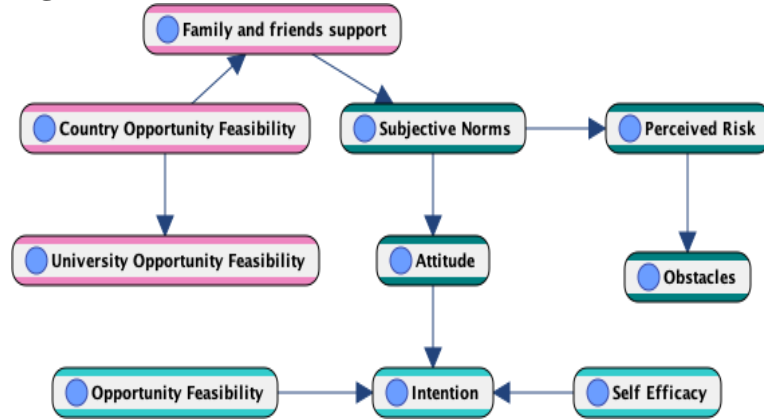 Family and friends support
Country Opportunity Feasibility
Subjective Norms
Perceived Risk
University Opportunity Feasibility
Attitude
Obstacles
Opportunity Feasibility
Intention
Self Efficacy